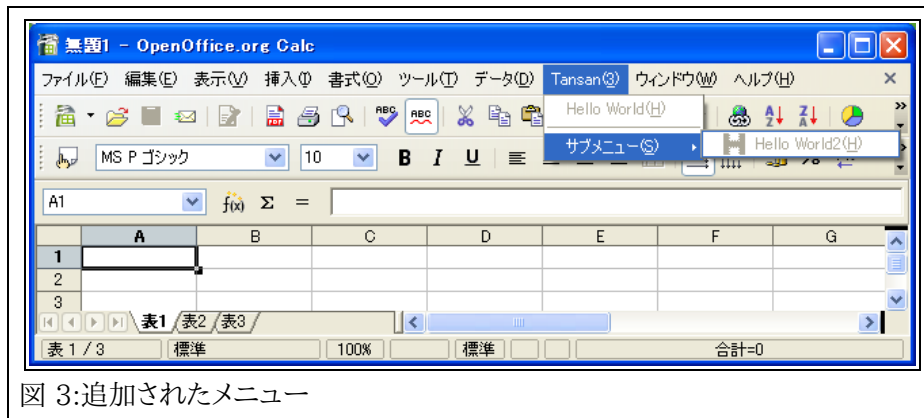 無題1 - OpenOffice.org Calc
ファイル(F) 編集(E) 表示(V) 挿入(I) 書式(O) ツール(T) データ(D) Tansan(3) ウィンドウ(W) ヘルプ(H)
Hello World(H)
MS P ゴシック 10 B I U サブメニュー(S) Hello World2(H)
A1 f(x) Σ =
A B C D E F G
1
2
3
表1 表2 表3
表 1 / 3 標準 100% 標準 合計=0
図 3:追加されたメニュー